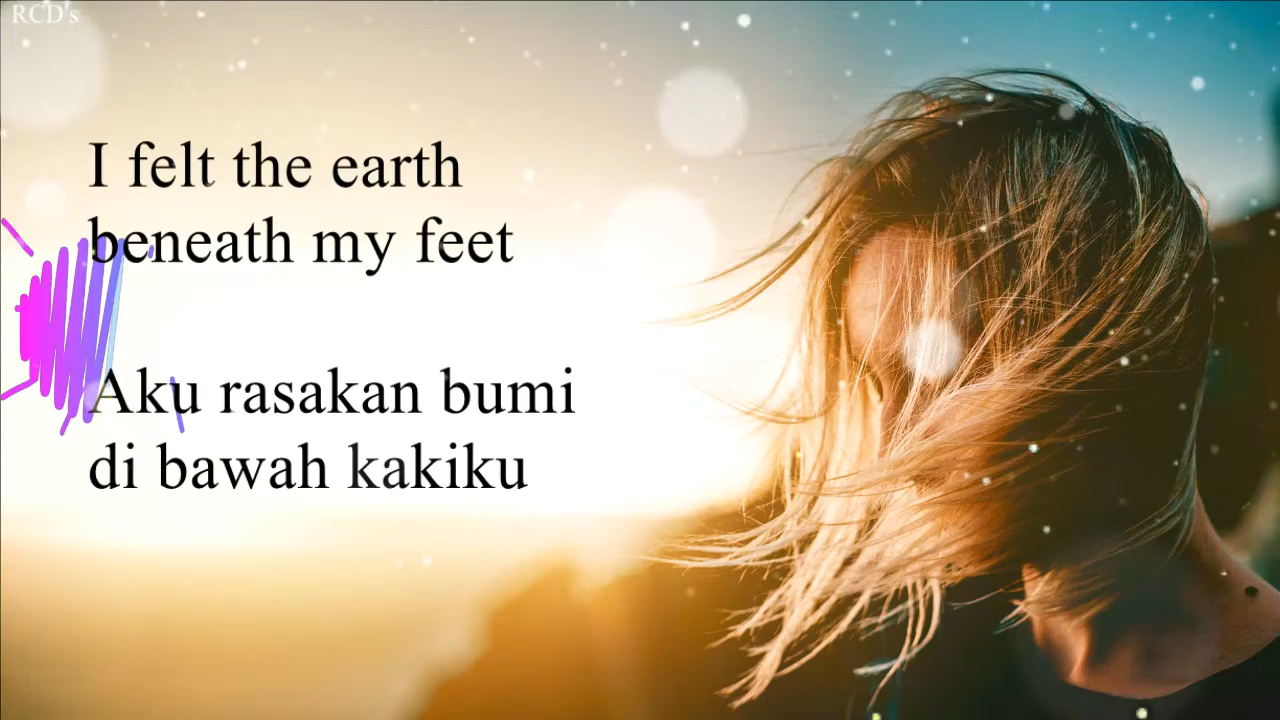 RCD's
I felt the earth
beneath my feet
Aku rasakan bumi
di bawah kakiku